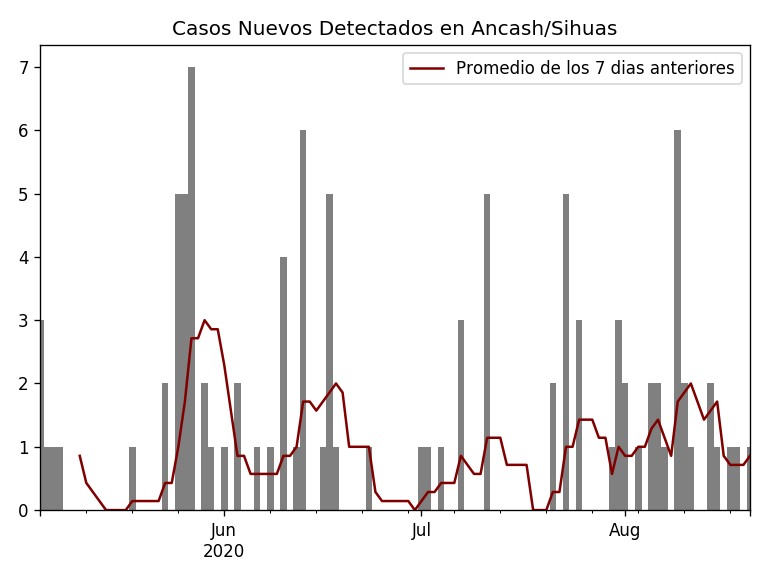 Casos Nuevos Detectados en Ancash/Sihuas
Promedio de los 7 dias anteriores
7
6
5
4
3
2
1
0
Jun
2020
Jul
Aug